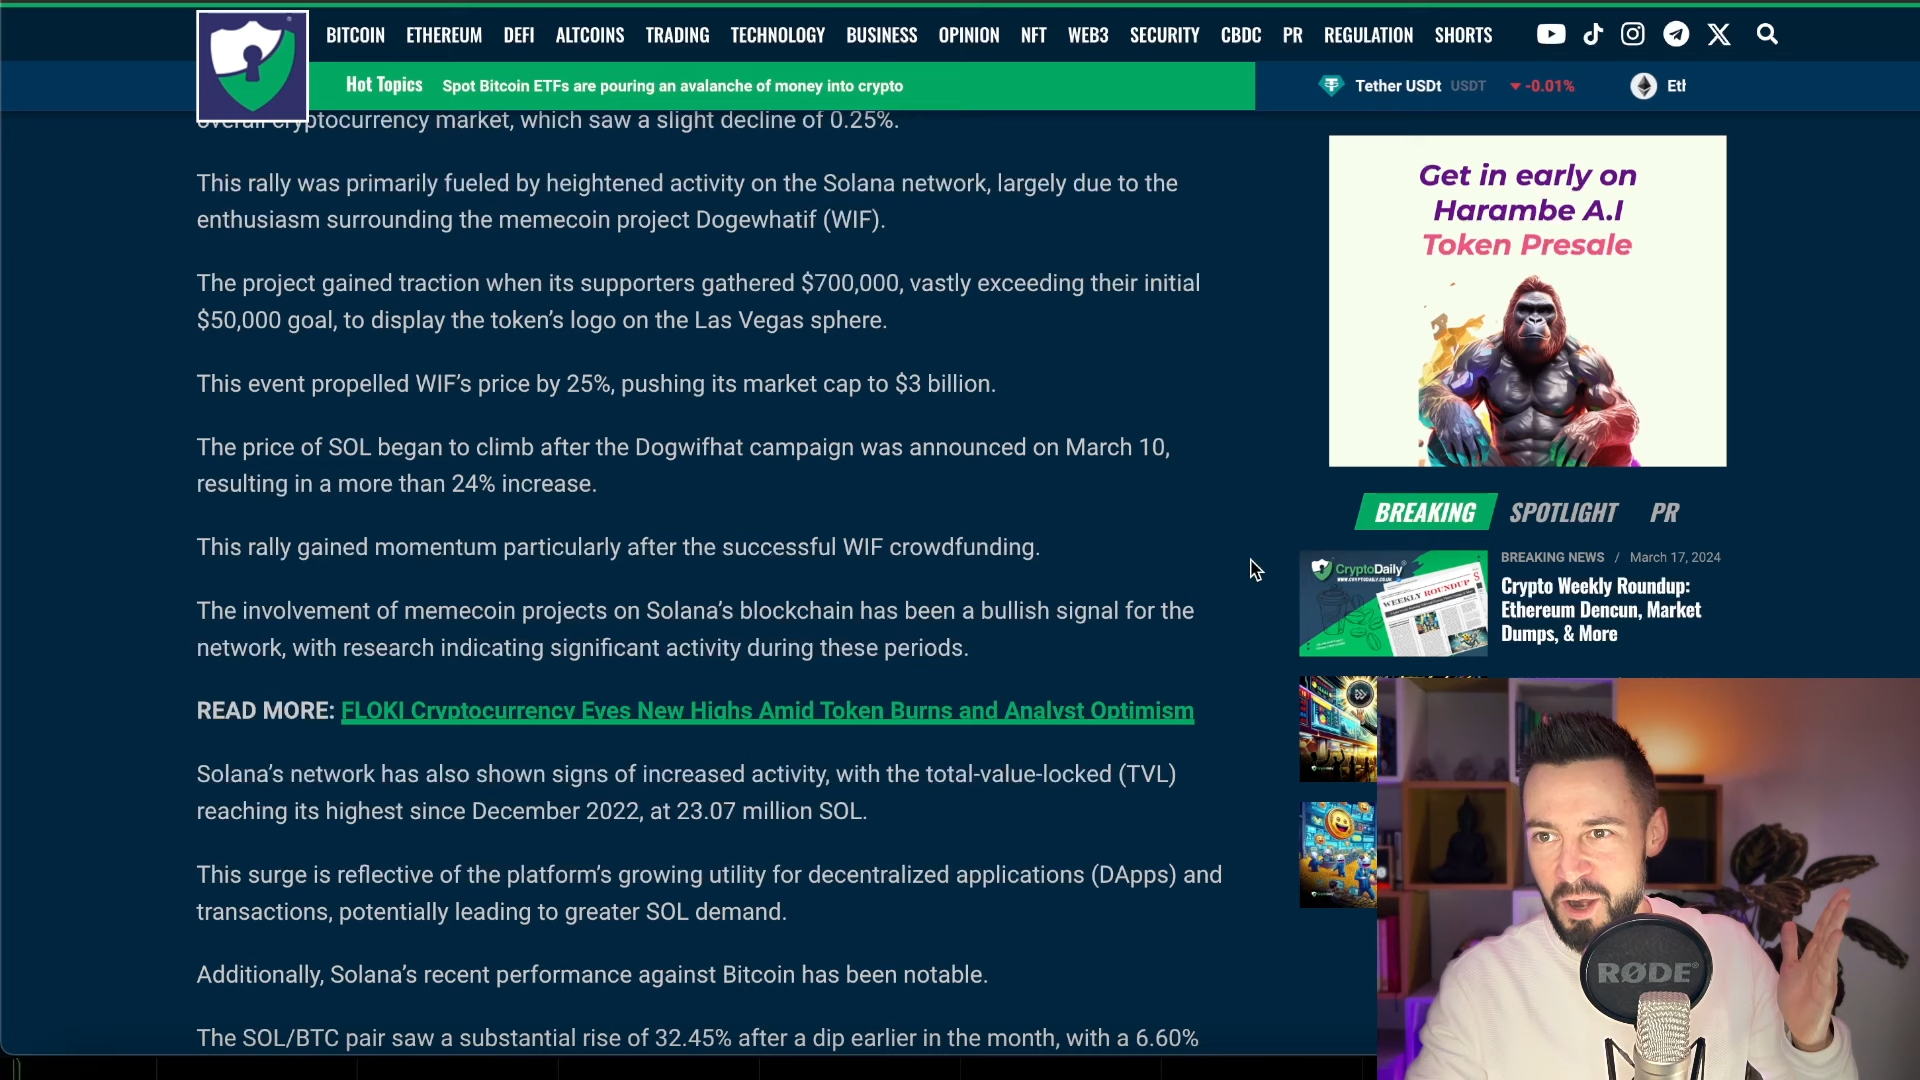 BITCOIN ETHEREUM DEFI ALTCOINS TRADING TECHNOLOGY BUSINESS OPINION NFT WEB3 SECURITY CBDC PR REGULATION SHORTS
Hot Topics Spot Bitcoin ETFs are pouring an avalanche of money into crypto
Tether USDt USDT -0.01% Eth
overall cryptocurrency market, which saw a slight decline of 0.25%.
This rally was primarily fueled by heightened activity on the Solana network, largely due to the
enthusiasm surrounding the memecoin project Dogewhatif (WIF).
The project gained traction when its supporters gathered $700,000, vastly exceeding their initial
$50,000 goal, to display the token’s logo on the Las Vegas sphere.
This event propelled WIF’s price by 25%, pushing its market cap to $3 billion.
The price of SOL began to climb after the Dogwifhat campaign was announced on March 10,
resulting in a more than 24% increase.
This rally gained momentum particularly after the successful WIF crowdfunding.
The involvement of memecoin projects on Solana’s blockchain has been a bullish signal for the
network, with research indicating significant activity during these periods.
READ MORE: FLOKI Cryptocurrency Eyes New Highs Amid Token Burns and Analyst Optimism
Solana’s network has also shown signs of increased activity, with the total-value-locked (TVL)
reaching its highest since December 2022, at 23.07 million SOL.
This surge is reflective of the platform’s growing utility for decentralized applications (DApps) and
transactions, potentially leading to greater SOL demand.
Additionally, Solana’s recent performance against Bitcoin has been notable.
The SOL/BTC pair saw a substantial rise of 32.45% after a dip earlier in the month, with a 6.60%
Get in early on
Harambe A.I
Token Presale
BREAKING SPOTLIGHT PR
CryptoDaily
WEEKLY ROUNDUP
BREAKING NEWS / March 17, 2024
Crypto Weekly Roundup:
Ethereum Dencun, Market
Dumps, & More
RØDE